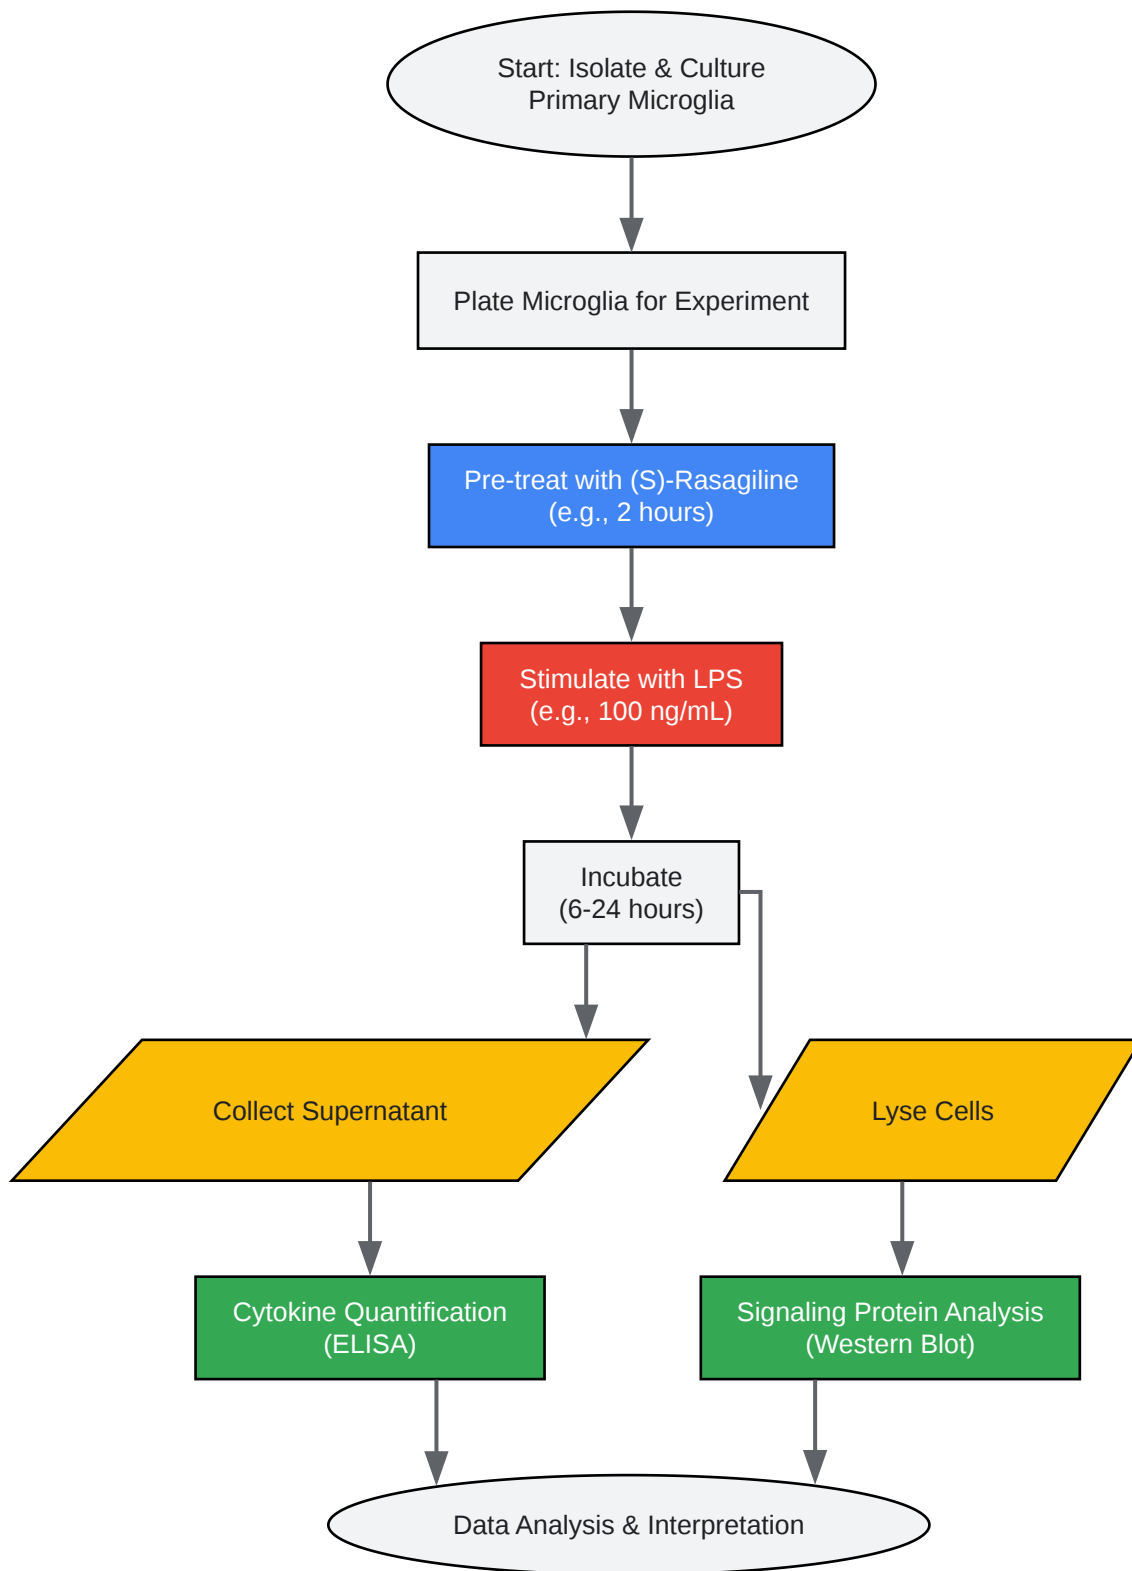 Start: Isolate & Culture
Primary Microglia
Plate Microglia for Experiment
Pre-treat with (S)-Rasagiline
(e.g., 2 hours)
Stimulate with LPS
(e.g., 100 ng/mL)
Incubate
(6-24 hours)
Collect Supernatant
Lyse Cells
Cytokine Quantification
(ELISA)
Signaling Protein Analysis
(Western Blot)
Data Analysis & Interpretation